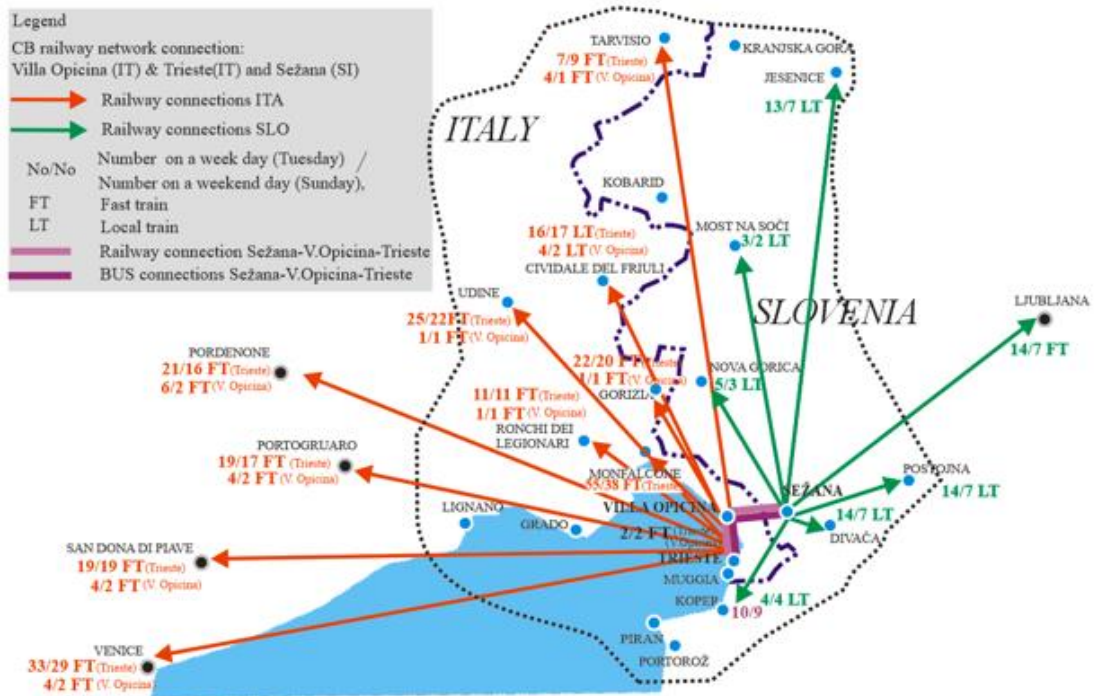 Legend
CB railway network connection:
Villa Opicina (IT) & Trieste(IT) and Sežana (SI)
Railway connections ITA
Railway connections SLO
No/No
Number on a week day (Tuesday) /
Number on a weekend day (Sunday),
FT Fast train
LT Local train
Railway connection Sežana-V.Opicina-Trieste
BUS connections Sežana-V.Opicina-Trieste
ITALY
SLOVENIA
TARVISIO
7/9 FT (Trieste)
4/1 FT (V. Opicina)
KRANJSKA GORA
JESENICE
13/7 LT
KOBARID
16/17 LT (Trieste)
4/2 LT (V. Opicina)
CIVIDALE DEL FRIULI
MOST NA SOČI
3/2 LT
UDINE
25/22FT (Trieste)
1/1 FT (V. Opicina)
LJUBLJANA
14/7 FT
PORDENONE
21/16 FT (Trieste)
6/2 FT (V. Opicina)
22/20 FT (Trieste)
1/1 FT (V. Opicina)
GORIZIA
NOVA GORICA
5/3 LT
11/11 FT (Trieste)
1/1 FT (V. Opicina)
RONCHI DEI
LEGIONARI
PORTOGRUARO
19/17 FT (Trieste)
4/2 FT (V. Opicina)
MONFALCONE
55/38 FT (Trieste)
POSTOJNA
14/7 LT
SEŽANA
14/7 LT
DIVAČA
VILLA OPICINA
2/2 FT
LIGNANO
GRADO
TRIESTE
SAN DONA DI PIAVE
19/19 FT (Trieste)
4/2 FT (V. Opicina)
MUGGIA
KOPER
4/4 LT
10/9
PIRAN
PORTOROŽ
VENICE
33/29 FT (Trieste)
4/2 FT (V. Opicina)